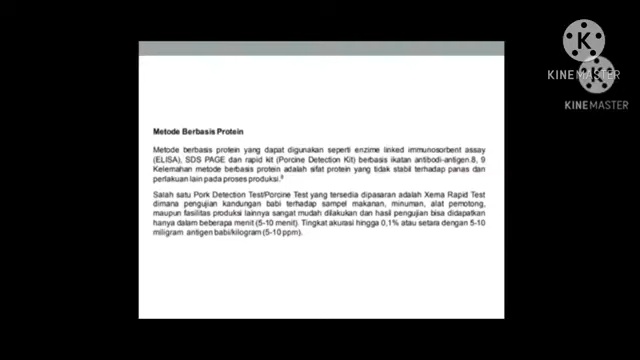 KINEMASTER
KINEMASTER
Metode Berbasis Protein
Metode berbasis protein yang dapat digunakan seperti enzime linked immunosorbent assay
(ELISA), SDS PAGE dan rapid kit (Porcine Detection Kit) berbasis ikatan antibodi-antigen.8, 9
Kelemahan metode berbasis protein adalah sifat protein yang tidak stabil terhadap panas dan
perlakuan lain pada proses produksi.⁹
Salah satu Pork Detection Test/Porcine Test yang tersedia dipasaran adalah Xema Rapid Test
dimana pengujian kandungan babi terhadap sampel makanan, minuman, alat pemotong,
maupun fasilitas produksi lainnya sangat mudah dilakukan dan hasil pengujian bisa didapatkan
hanya dalam beberapa menit (5-10 menit). Tingkat akurasi hingga 0,1% atau setara dengan 5-10
miligram antigen babi/kilogram (5-10 ppm).